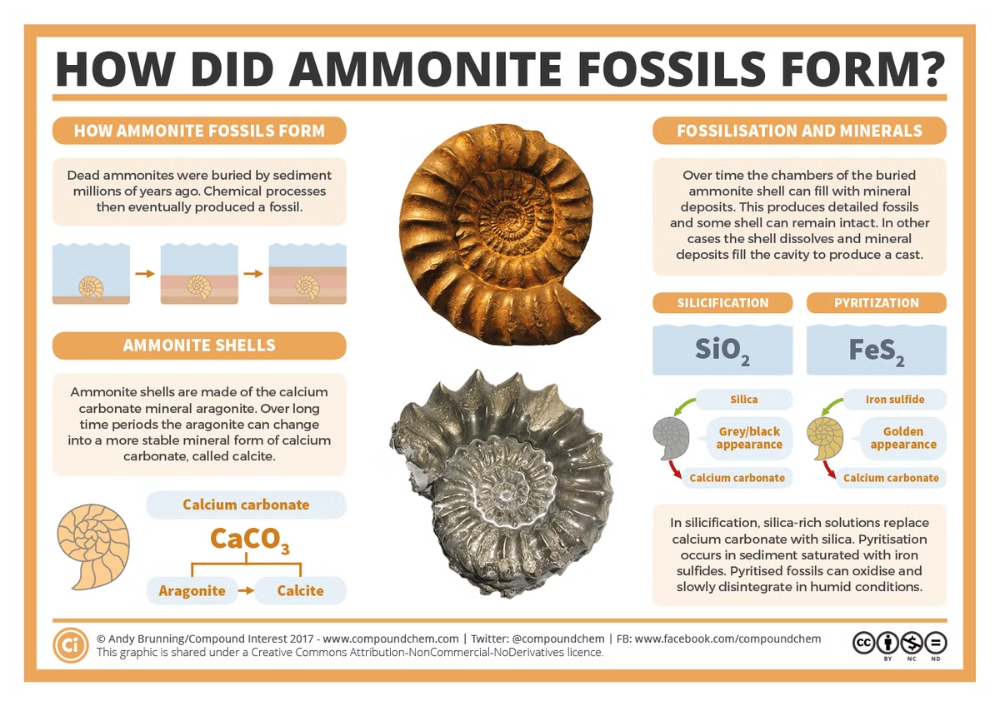 HOW DID AMMONITE FOSSILS FORM?
HOW AMMONITE FOSSILS FORM
Dead ammonites were buried by sediment
millions of years ago. Chemical processes
then eventually produced a fossil.
AMMONITE SHELLS
Ammonite shells are made of the calcium
carbonate mineral aragonite. Over long
time periods the aragonite can change
into a more stable mineral form of calcium
carbonate, called calcite.
Calcium carbonate
CaCO₃
Aragonite
Calcite
FOSSILISATION AND MINERALS
Over time the chambers of the buried
ammonite shell can fill with mineral
deposits. This produces detailed fossils
and some shell can remain intact. In other
cases the shell dissolves and mineral
deposits fill the cavity to produce a cast.
SILICIFICATION
SiO₂
Silica
Grey/black
appearance
Calcium carbonate
PYRITIZATION
FeS₂
Iron sulfide
Golden
appearance
Calcium carbonate
In silicification, silica-rich solutions replace
calcium carbonate with silica. Pyritisation
occurs in sediment saturated with iron
sulfides. Pyritised fossils can oxidise and
slowly disintegrate in humid conditions.
Ci
© Andy Brunning/Compound Interest 2017 - www.compoundchem.com | Twitter: @compoundchem | FB: www.facebook.com/compoundchem
This graphic is shared under a Creative Commons Attribution-NonCommercial-NoDerivatives licence.
cc
BY
NC
ND